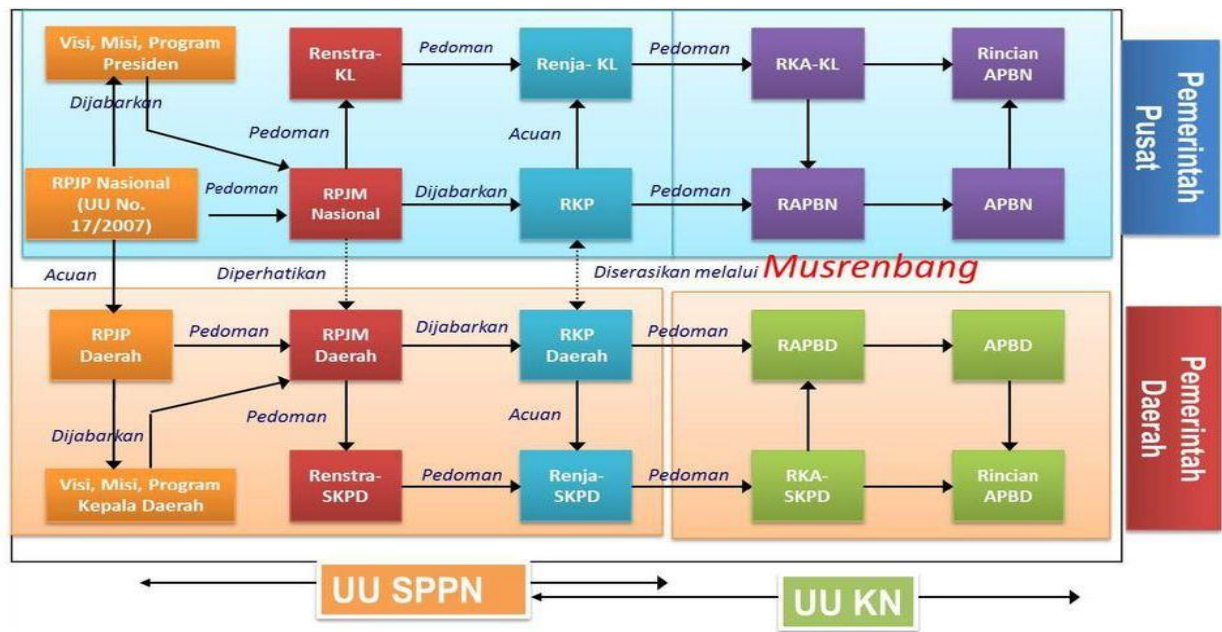 Visi, Misi, Program
Presiden
Renstra-
KL
Pedoman
Renja- KL
Pedoman
RKA-KL
Rincian
APBN
Dijabarkan
Pedoman
Acuan
RPJP Nasional
(UU No.
17/2007)
Pedoman
RPJM
Nasional
Dijabarkan
RKP
Pedoman
RAPBN
APBN
Pemerintah
Pusat
Acuan
Diperhatikan
Diserasikan melalui Musrenbang
RPJP
Daerah
Pedoman
RPJM
Daerah
Dijabarkan
RKP
Daerah
Pedoman
RAPBD
APBD
Dijabarkan
Pedoman
Acuan
Visi, Misi, Program
Kepala Daerah
Renstra-
SKPD
Pedoman
Renja-
SKPD
Pedoman
RKA-
SKPD
Rincian
APBD
Pemerintah
Daerah
UU SPPN
UU KN